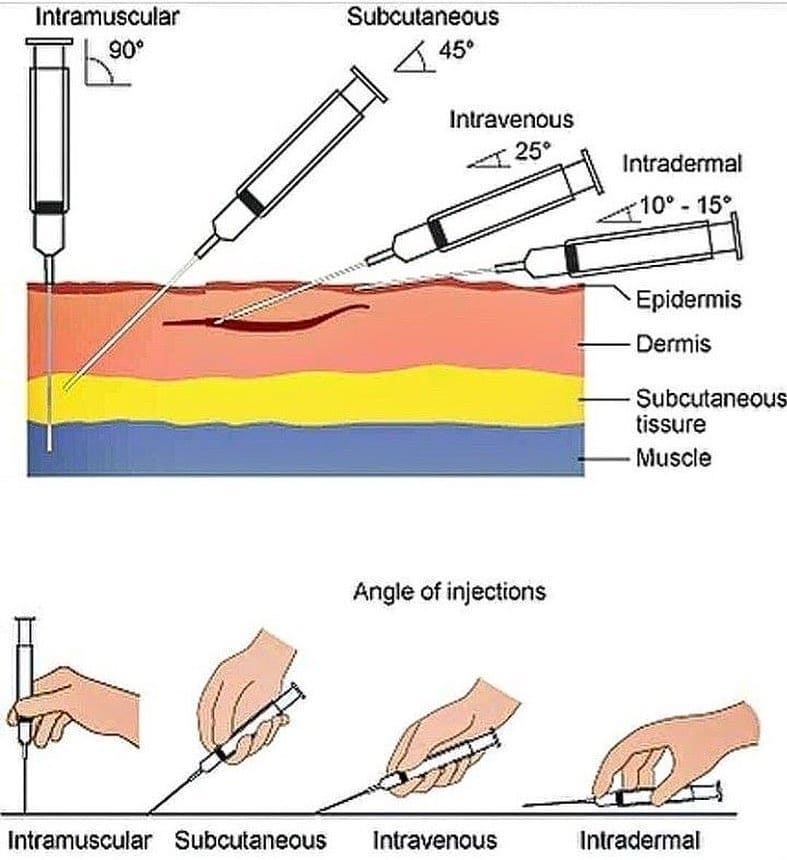 Intramuscular
90°
Subcutaneous
45°
Intravenous
25°
Intradermal
10° - 15°
Epidermis
Dermis
Subcutaneous
tissure
Muscle
Angle of injections
Intramuscular
Subcutaneous
Intravenous
Intradermal